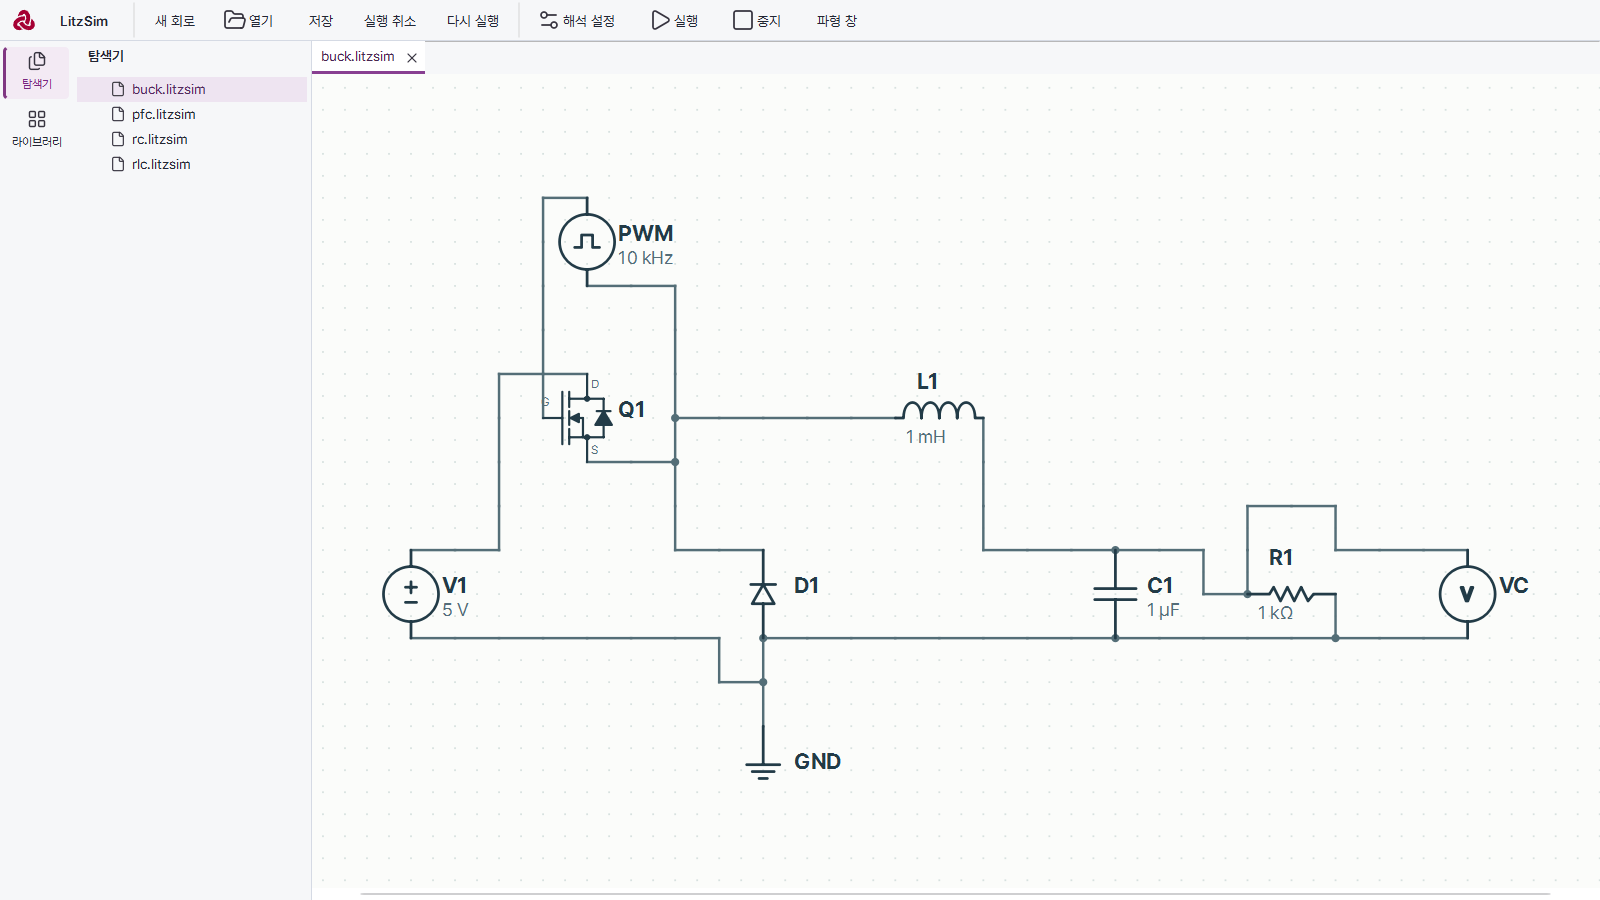 LitzSim 새 회로 열기 저장 실행 취소 다시 실행 해석 설정 실행 중지 파형 창
탐색기
라이브러리
탐색기
buck.litzsim
pfc.litzsim
rc.litzsim
rlc.litzsim
buck.litzsim
PWM
10 kHz
L1
1 mH
D
G
Q1
S
V1
5 V
D1
C1
1 µF
R1
1 kΩ
V
VC
GND